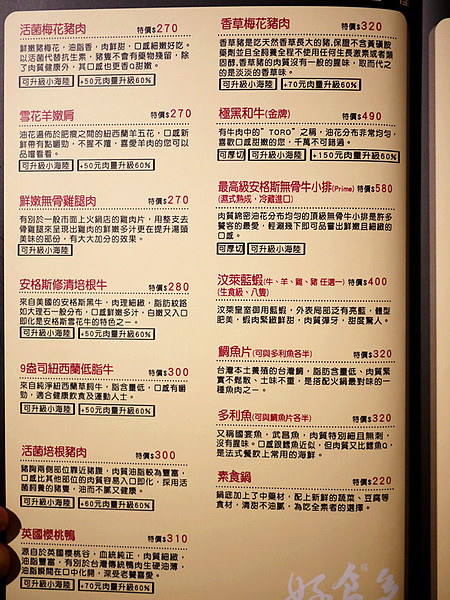 活菌梅花豬肉 特價$270
鮮嫩豬梅花，油脂香，肉鮮甜，口感細嫩好吃。
以活菌代替抗生素，豬隻不會有藥物殘留，除
了肉質健康外，其口感也更香Q甜嫩。
可升級小海陸 +50元肉量升級60%
雪花羊嫩肩 特價$270
油花遍佈於肥瘦之間的紐西蘭羊五花，口感新
鮮帶有點嚼勁，不腥不羶，喜愛羊肉的您可以
品嚐看看。
可升級小海陸 +50元肉量升級60%
鮮嫩無骨雞腿肉 特價$270
有別於一般市面上火鍋店的雞肉片，用整支去
骨雞腿來呈現出雞肉的鮮嫩多汁更在提升湯頭
美味的部份，有大大加分的效果。
可升級小海陸
安格斯修清培根牛 特價$280
來自美國的安格斯黑牛，肉理細緻，脂肪紋路
如大理石一般分布，口感鮮嫩多汁，白嫩又入口
即化是安格斯雪花牛的特色之一。
可升級小海陸 +50元肉量升級60%
9盎司紐西蘭低脂牛 特價$300
來自純淨紐西蘭草飼牛，脂肪含量低，口感有嚼
勁，適合健康飲食及運動人士。
可升級小海陸 +60元肉量升級60%
活菌培根豬肉 特價$300
豬胸兩側部位靠近豬腰，肉質油脂較為豐富，
口感比其他部位的肉質容易入口即化，採用活
菌飼養的豬隻，油而不膩又健康。
可升級小海陸 +60元肉量升級60%
英國櫻桃鴨 特價$310
源自於英國櫻桃谷，血統純正，肉質細緻，
油脂豐富，有別於台灣傳統鴨肉生硬油薄，
油脂瞬間在口中化開，深受老饕喜愛。
可升級小海陸 +70元肉量升級60%
香草梅花豬肉 特價$320
香草豬是吃天然香草長大的豬,保證不含黃磺胺
藥劑並且全飼養全程不使用任何生長激素或者類
固醇,香草豬的肉質沒有一般的腥味，取而代之
的是淡淡的香草味。
可升級小海陸 +70元肉量升級60%
極黑和牛(金牌) 特價$490
有牛肉中的"TORO"之稱，油花分布非常均勻，
喜歡口感甜嫩的您，千萬不可錯過。
可厚切 可升級小海陸 +150元肉量升級60%
最高級安格斯無骨牛小排(Prime) 特價$580
(濕式熟成，冷藏進口)
肉質綿密油花分布均勻的頂級無骨牛小排是許多
饕客的最愛，輕涮幾下即可品嘗出鮮嫩且細緻的
口感。
可厚切 可升級小海陸
汶萊藍蝦(牛、羊、雞、豬 任選一) 特價$400
(生食級、八隻)
汶萊皇室御用藍蝦，外表局部泛有亮藍，體型
肥美，蝦肉緊緻鮮甜，肉質彈牙，甜度驚人。
鯛魚片(可與多利魚各半) 特價$320
台灣本土養殖的台灣鯛，脂肪含量低、肉質緊
實不鬆散、土味不重，是搭配火鍋最對味的一
種魚肉之一。
多利魚(可與鯛魚片各半) 特價$320
又稱國宴魚，武昌魚，肉質特別細且無刺，
沒有腥味。口感跟鱈魚近似，但肉質又比鱈魚Q，
是法式餐飲上常用的海鮮。
素食鍋 特價$220
鍋底加上了中藥材，配上新鮮的蔬菜、豆腐等
食材，清甜不油膩，為吃全素者的選擇。